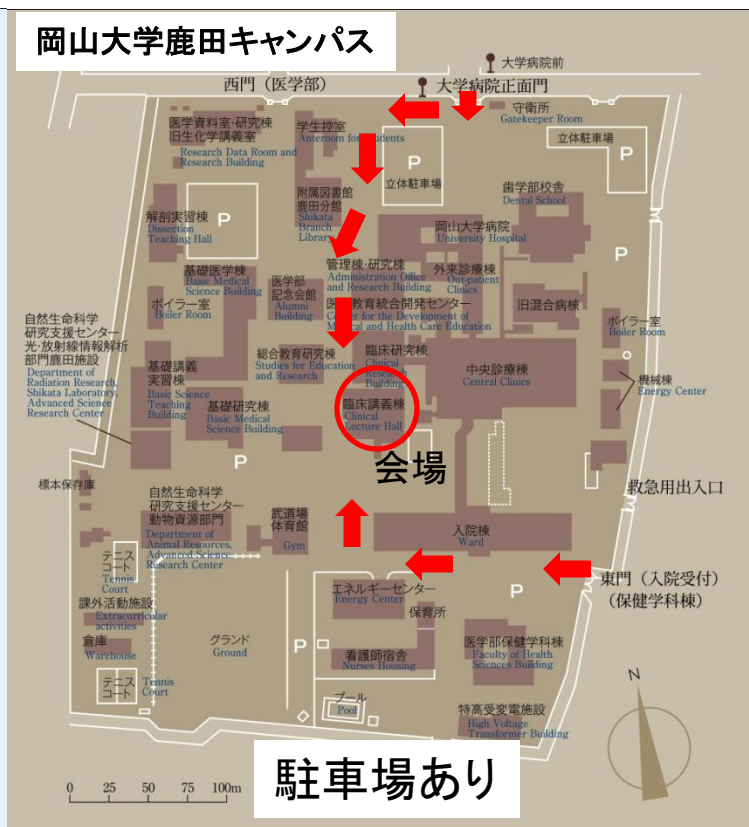 岡山大学鹿田キャンパス
大学病院前
西門（医学部）
大学病院正面門
守衛所
Gatekeeper Room
医学資料室・研究棟
旧生化学講義室
Research Data Room and
Research Building
学生控室
Anteroom for Students
P
立体駐車場
立体駐車場
P
附属図書館
鹿田分館
Shikata
Branch
Library
歯学部校舎
Dental School
解剖実習棟
Dissection
Teaching Hall
P
岡山大学病院
University Hospital
P
基礎医学棟
Basic Medical
Science Building
医学部
記念会館
Alumni
Building
管理棟・研究棟
Administration Office
and Research Building
外来診療棟
Out-patient
Clinics
ボイラー室
Boiler Room
教育統合開発センター
for the Development of
and Health Care Education
旧混合病棟
ボイラー室
Boiler Room
自然生命科学
研究支援センター
光・放射線情報解析
部門鹿田施設
Department of
Radiation Research,
Shikata Laboratory,
Advanced Science
Research Center
基礎講義
実習棟
Basic Science
Teaching
Building
総合教育研究棟
Studies for Education
and Research
臨床研究棟
Clinical
Research
Building
中央診療棟
Central Clinics
機械棟
Energy Center
基礎研究棟
Basic Medical
Science Building
臨床講義棟
Clinical
Lecture Hall
会場
P
標本保存庫
自然生命科学
研究支援センター
動物資源部門
Department of
Animal Resources,
Advanced Science
Research Center
武道場
体育館
Gym
入院棟
Ward
救急用出入口
テニス
コート
Tennis
Court
東門（入院受付）
（保健学科棟）
課外活動施設
Extracurricular
activities
エネルギーセンター
Energy Center
P
保育所
倉庫
Warehouse
グランド
Ground
P
看護師宿舎
Nurses Housing
医学部保健学科棟
Faculty of Health
Sciences Building
テニス
コート
Tennis
Court
プール
Pool
特高受変電施設
High Voltage
Transformer Building
N
駐車場あり
0 25 50 75 100m